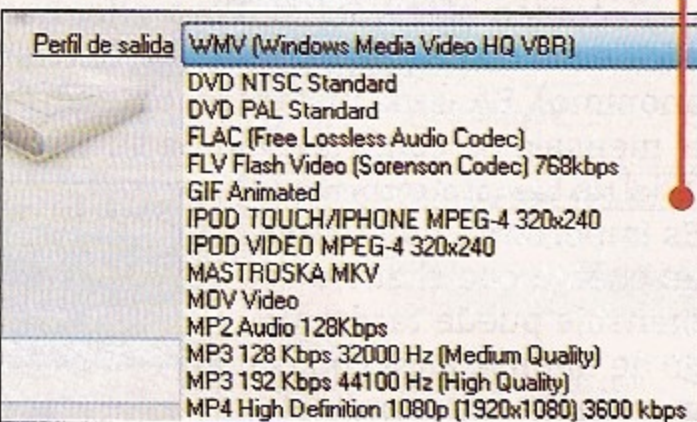 Perfil de salida WMV (Windows Media Video HQ VBR)
DVD NTSC Standard
DVD PAL Standard
FLAC (Free Lossless Audio Codec)
FLV Flash Video (Sorenson Codec) 768kbps
GIF Animated
IPOD TOUCH/IPHONE MPEG-4 320x240
IPOD VIDEO MPEG-4 320x240
MASTROSKA MKV
MOV Video
MP2 Audio 128Kbps
MP3 128 Kbps 32000 Hz (Medium Quality)
MP3 192 Kbps 44100 Hz (High Quality)
MP4 High Definition 1080p (1920x1080) 3600 kbps